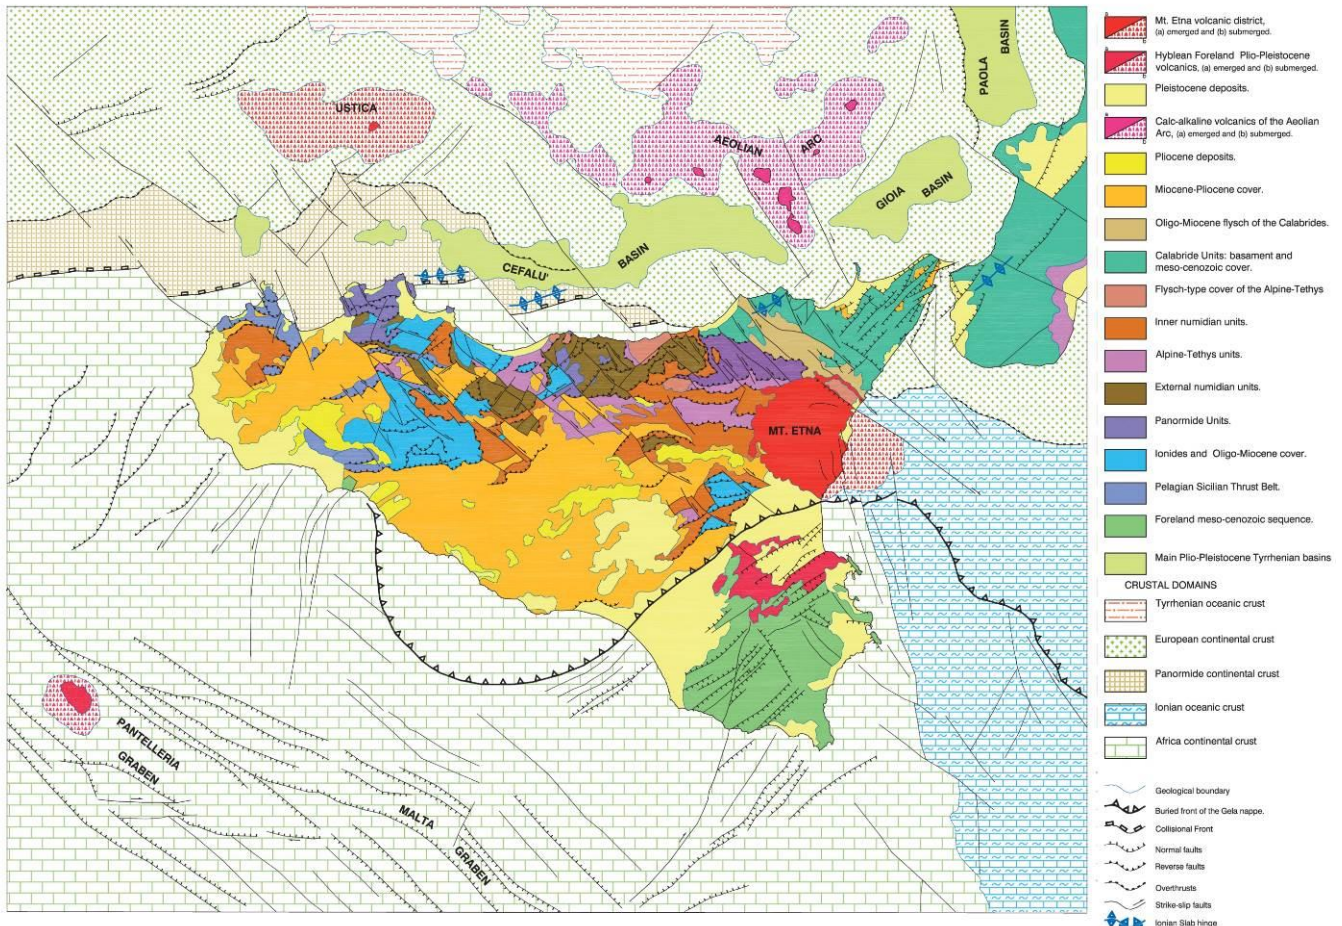 USTICA
AEOLIAN
ARC
PAOLA
BASIN
GIOIA
BASIN
CEFALU'
BASIN
MT. ETNA
PANTELLERIA
GRABEN
MALTA
GRABEN
a
Mt. Etna volcanic district,
(a) emerged and (b) submerged.
b
a
Hyblean Foreland Plio-Pleistocene
volcanics, (a) emerged and (b) submerged.
b
Pleistocene deposits.
a
Calc-alkaline volcanics of the Aeolian
Arc, (a) emerged and (b) submerged.
b
Pliocene deposits.
Miocene-Pliocene cover.
Oligo-Miocene flysch of the Calabrides.
Calabride Units: basament and
meso-cenozoic cover.
Flysch-type cover of the Alpine-Tethys
Inner numidian units.
Alpine-Tethys units.
External numidian units.
Panormide Units.
Ionides and Oligo-Miocene cover.
Pelagian Sicilian Thrust Belt.
Foreland meso-cenozoic sequence.
Main Plio-Pleistocene Tyrrhenian basins
CRUSTAL DOMAINS
Tyrrhenian oceanic crust
European continental crust
Panormide continental crust
Ionian oceanic crust
Africa continental crust
Geological boundary
Buried front of the Gela nappe.
Collisional Front
Normal faults
Reverse faults
Overthrusts
Strike-slip faults
Ionian Slab hinge